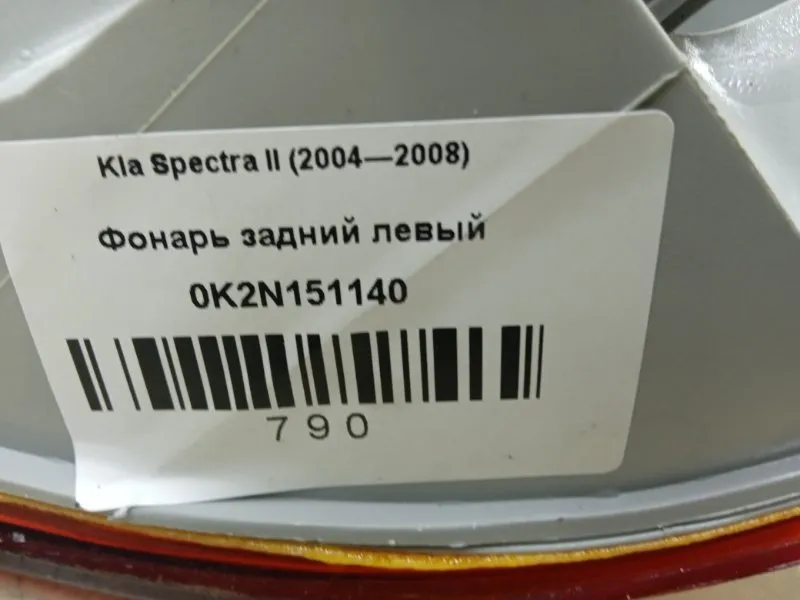 Kia Spectra II (2004—2008)
Фонарь задний левый
0K2N151140
790